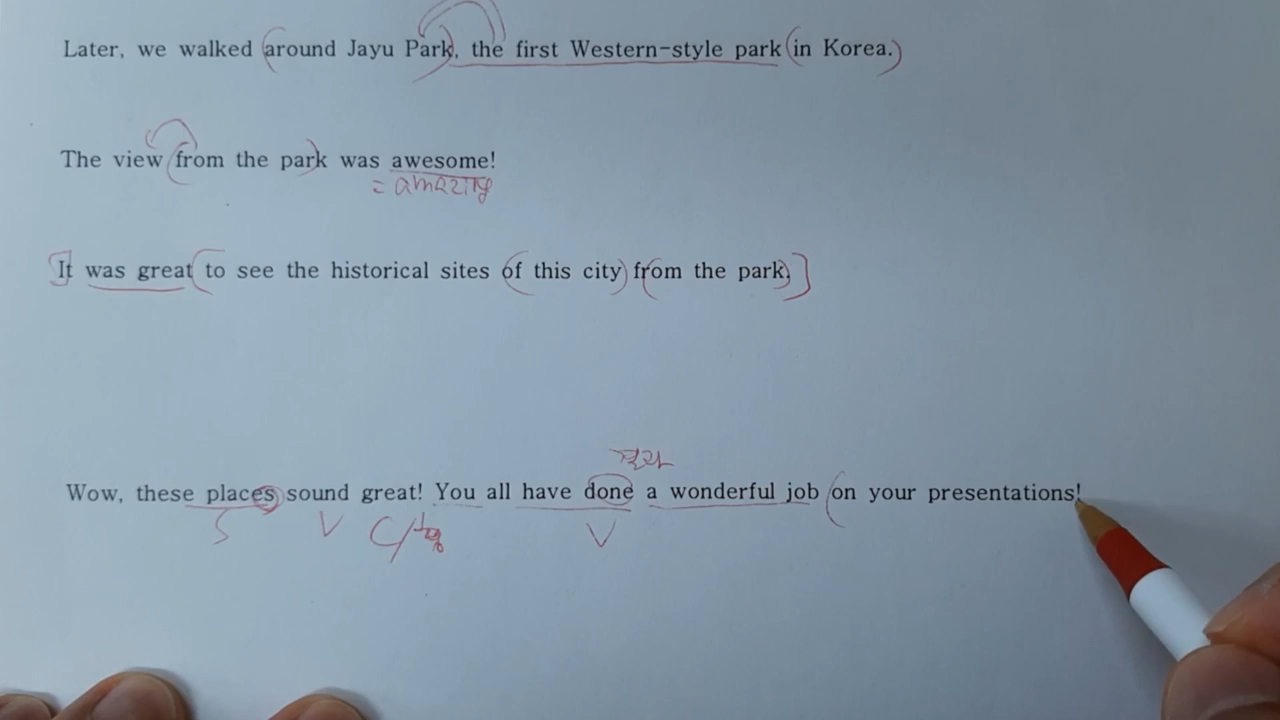 Later, we walked around Jayu Park, the first Western-style park in Korea.
The view from the park was awesome!
= amazing
It was great to see the historical sites of this city from the park.
결과
Wow, these places sound great! You all have done a wonderful job on your presentations!
S V C/형 V